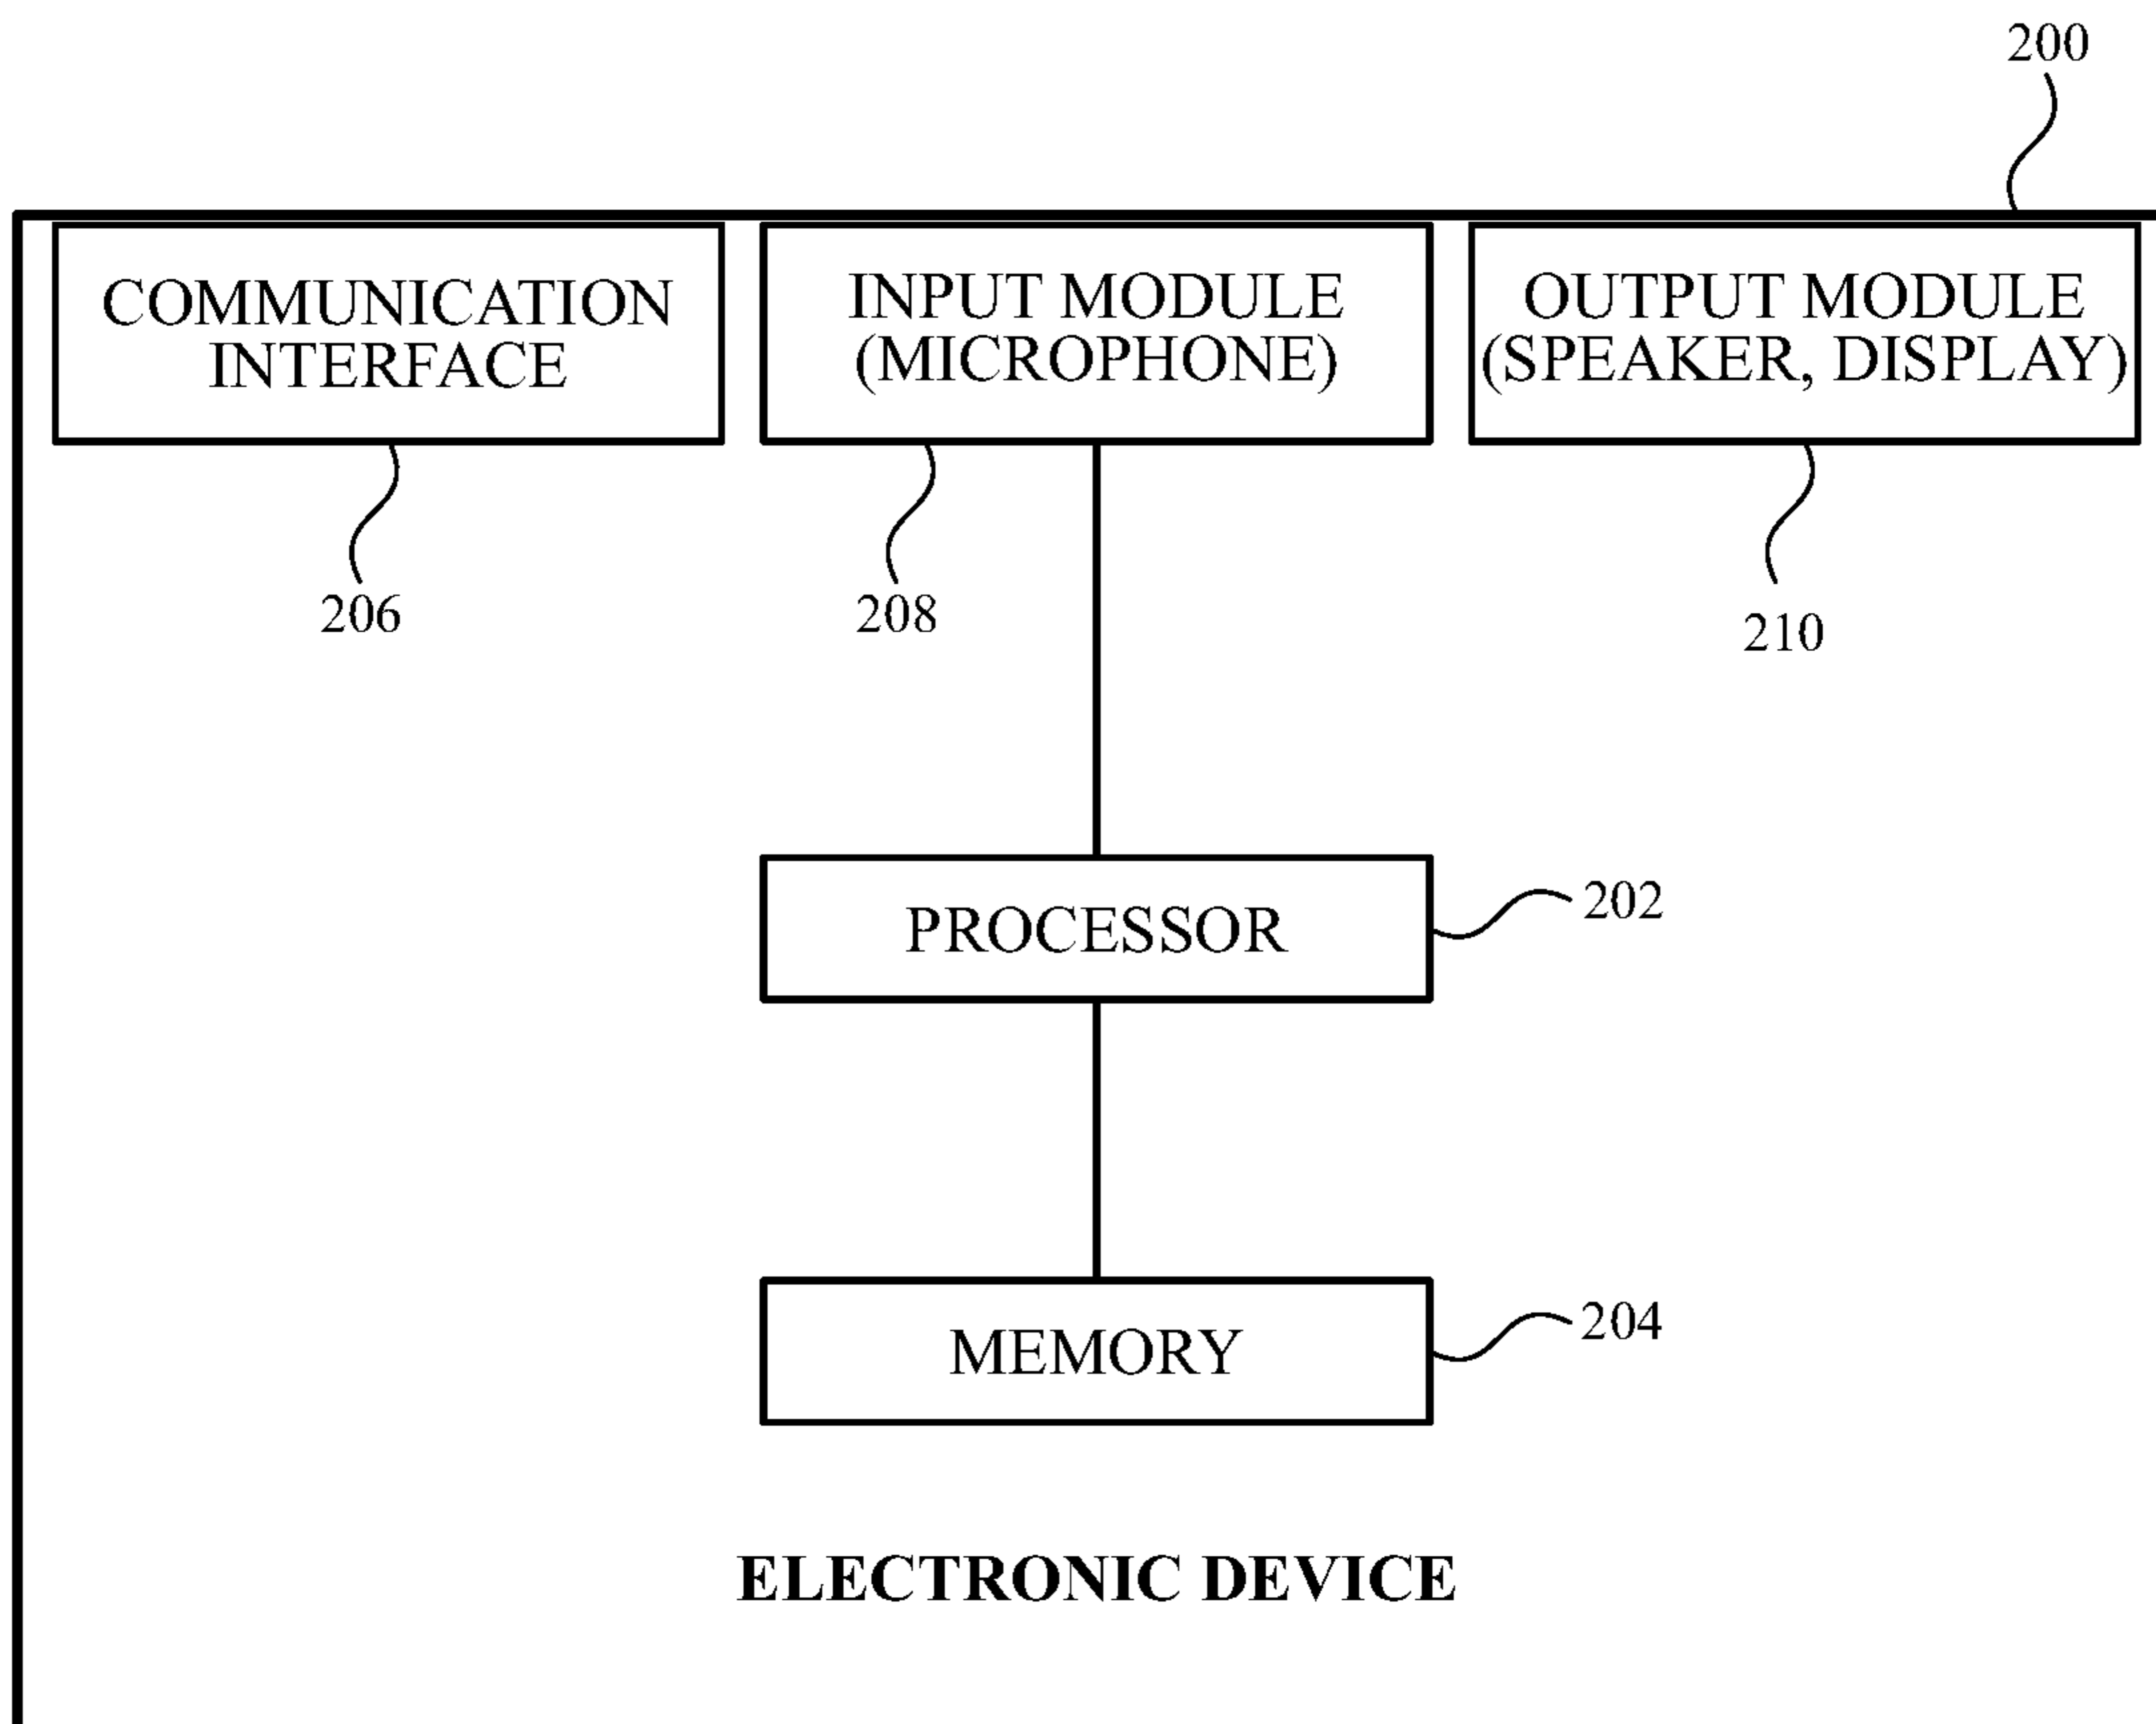 200
COMMUNICATION
INTERFACE
INPUT MODULE
(MICROPHONE)
OUTPUT MODULE
(SPEAKER, DISPLAY)
206
208
210
PROCESSOR
202
MEMORY
204
ELECTRONIC DEVICE